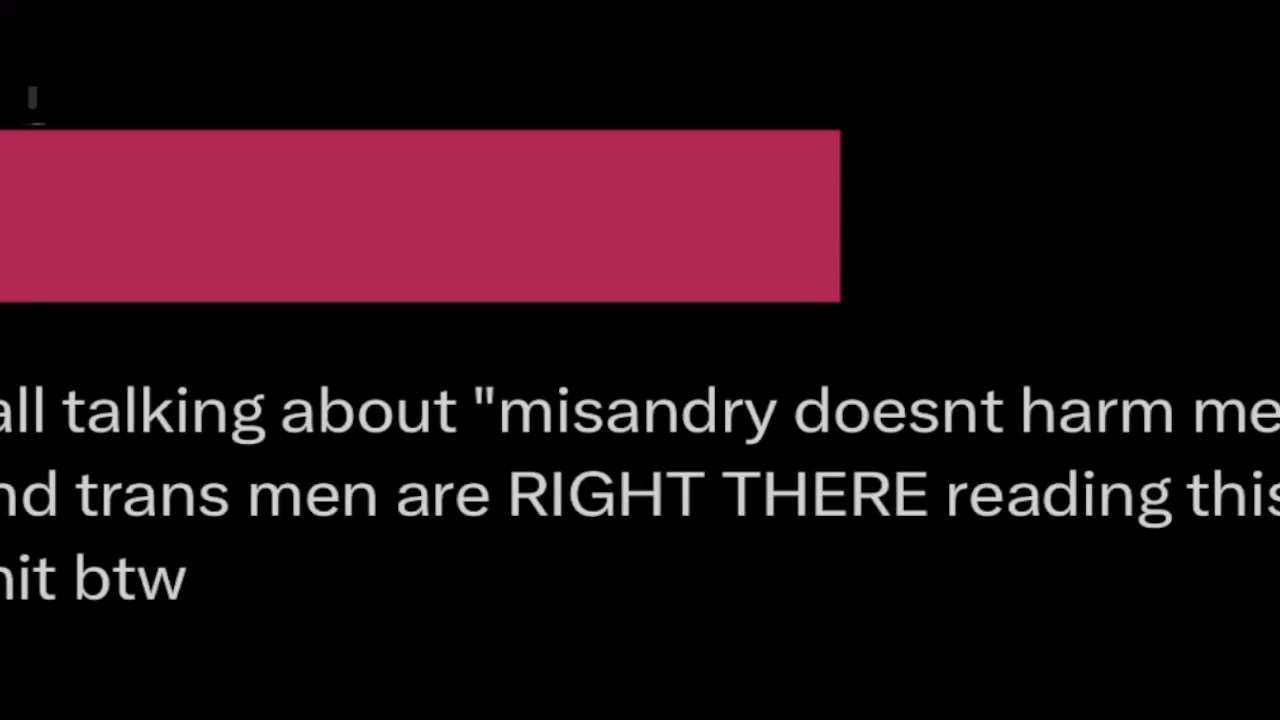 all talking about "misandry doesnt harm me
nd trans men are RIGHT THERE reading this
hit btw